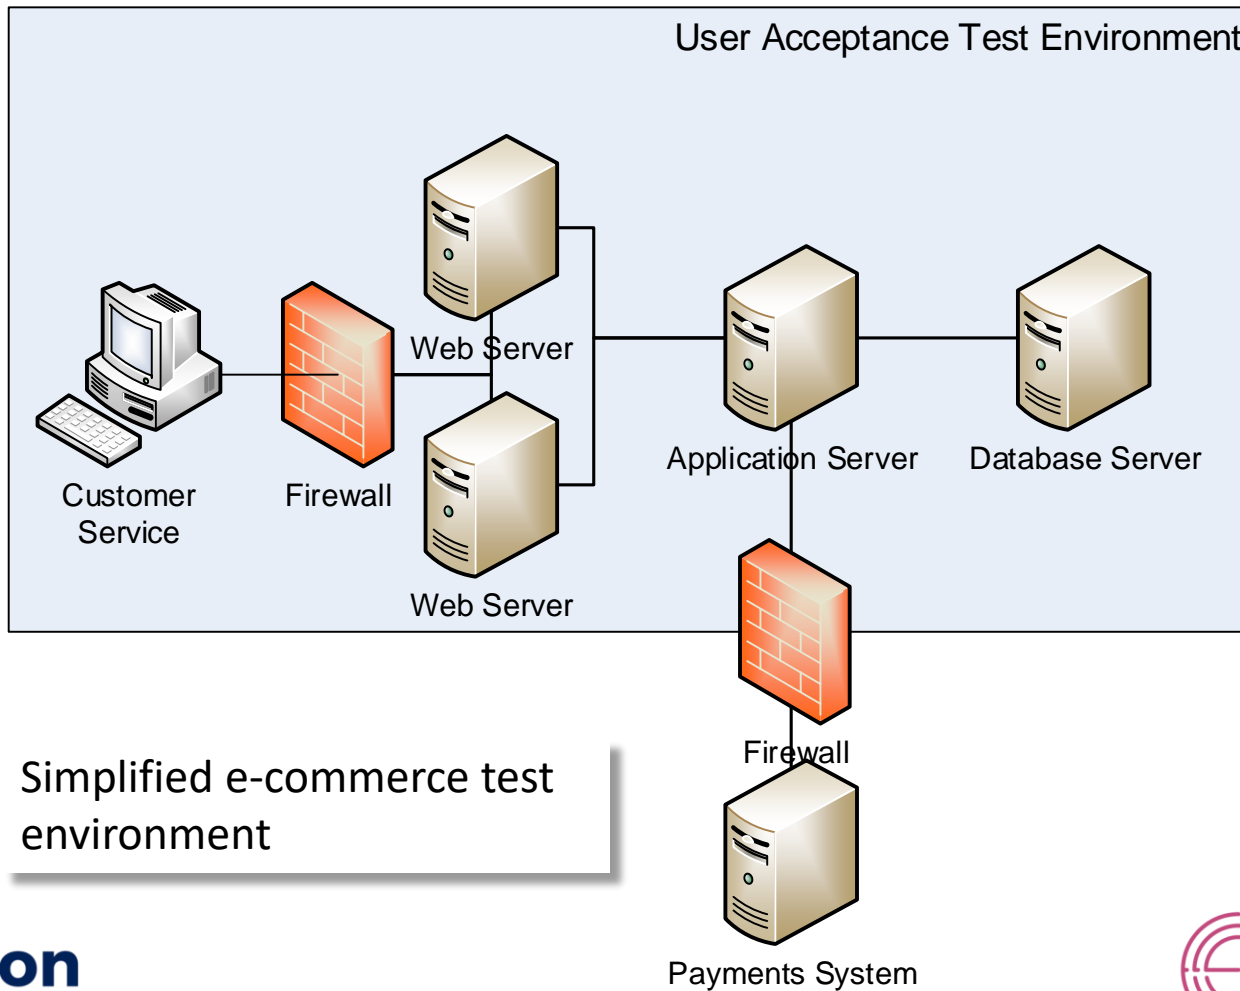 User Acceptance Test Environment
Web Server
Customer
Service
Firewall
Application Server
Database Server
Web Server
Firewall
Simplified e-commerce test
environment
Payments System
on